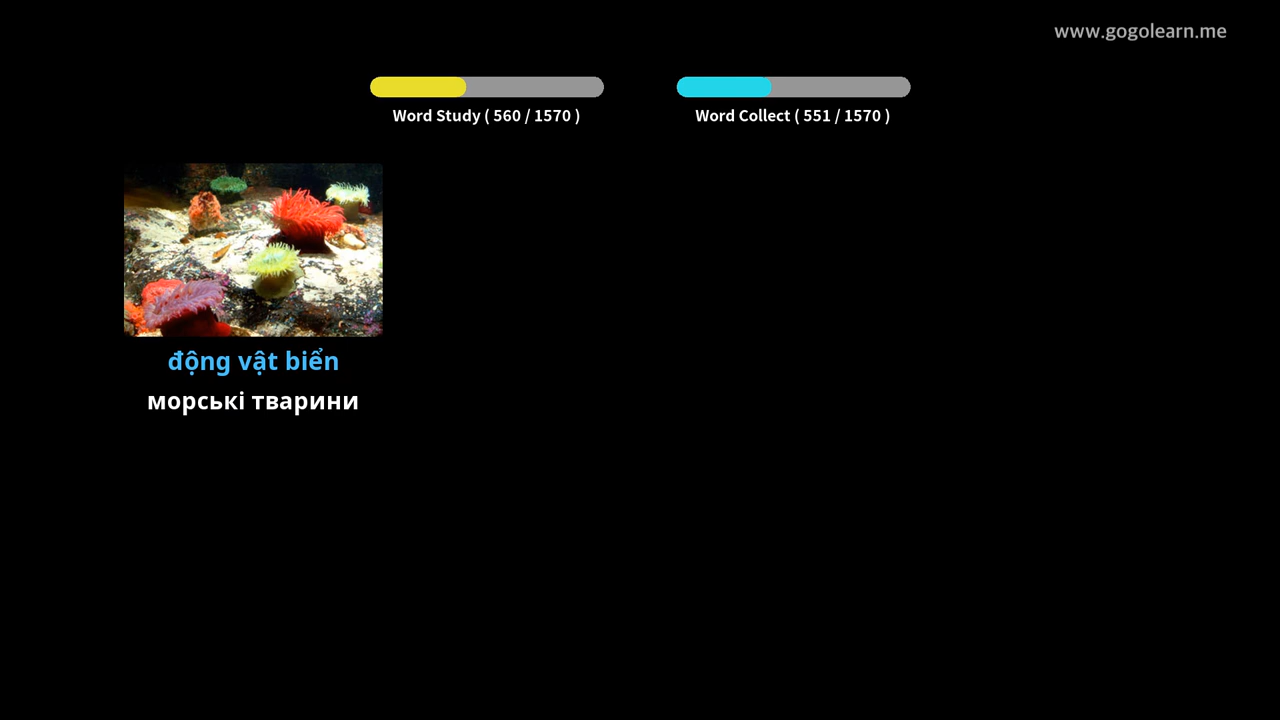 www.gogolearn.me
Word Study ( 560 / 1570 )
Word Collect ( 551 / 1570 )
động vật biển
морські тварини